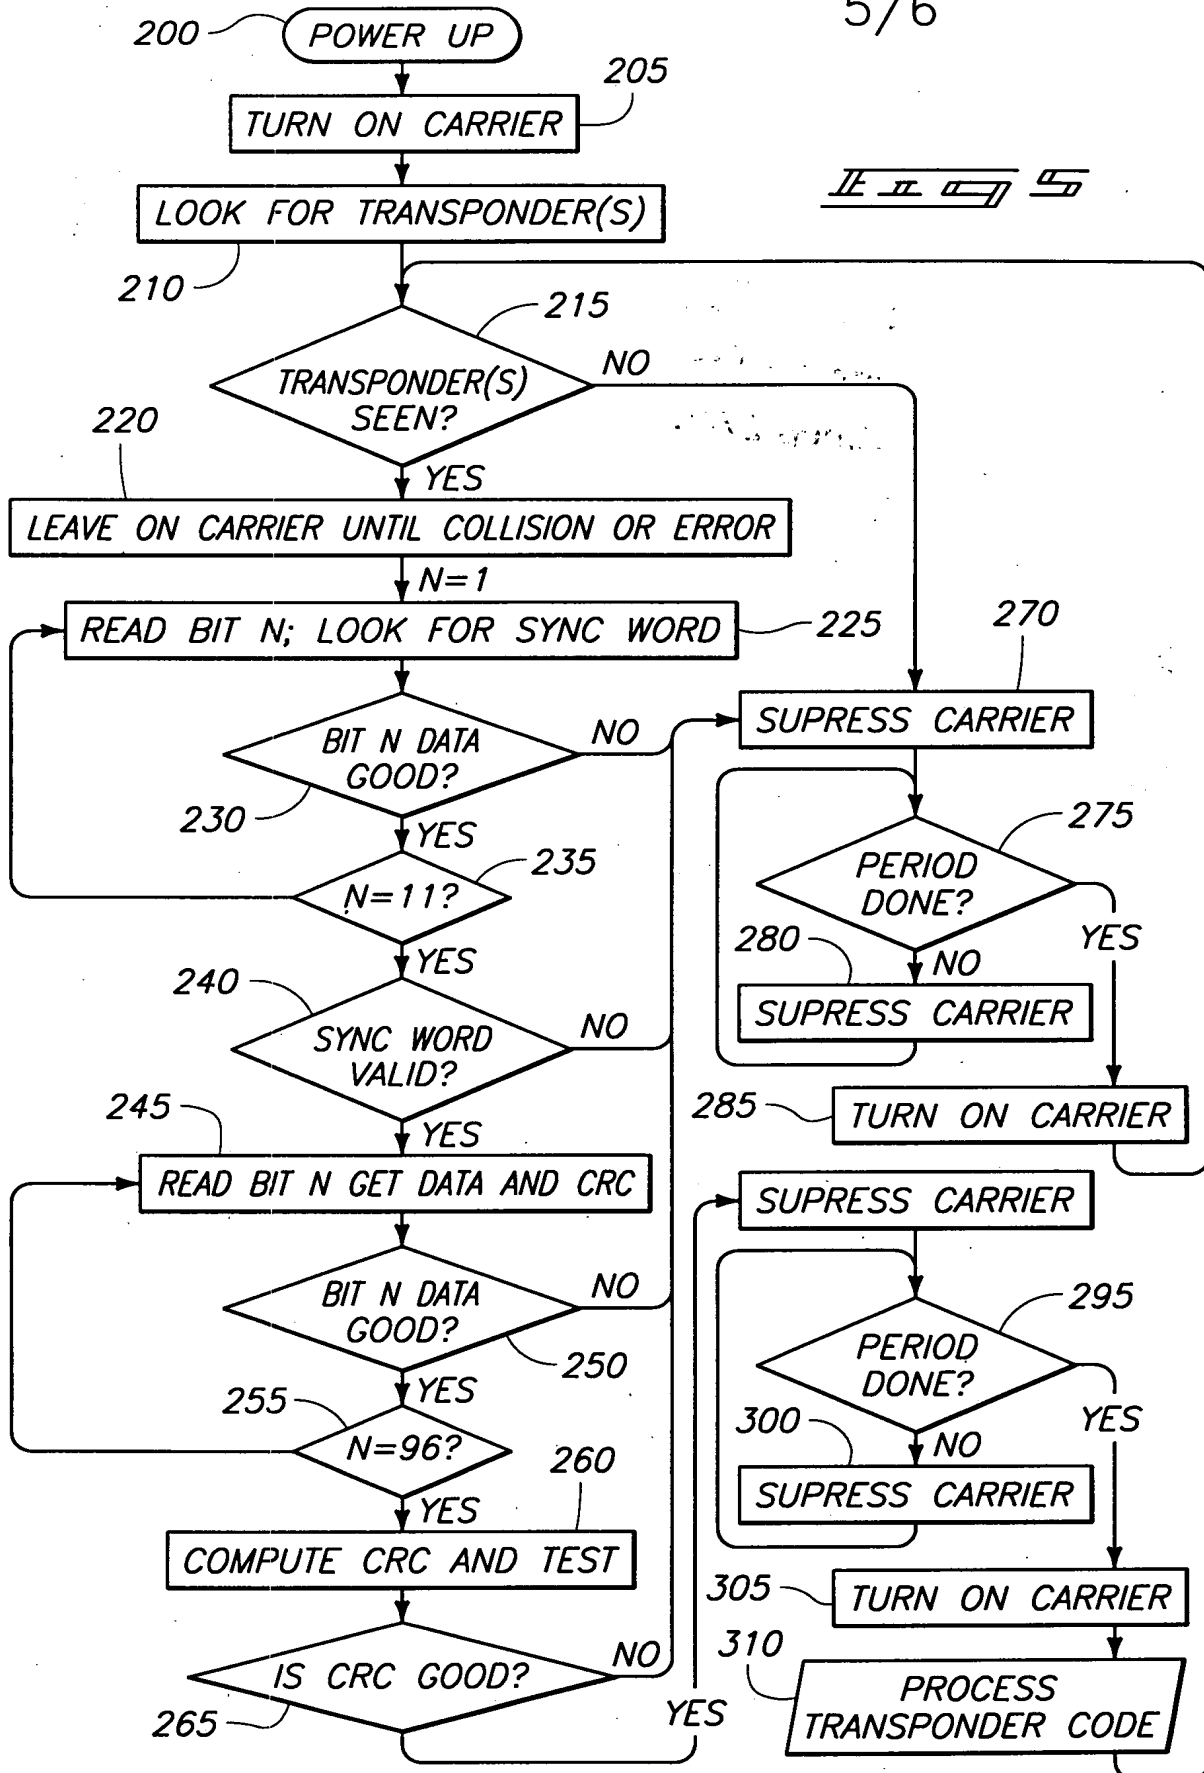 5/6
200
POWER UP
205
TURN ON CARRIER
Fig 5
LOOK FOR TRANSPONDER(S)
210
215
TRANSPONDER(S)
SEEN?
NO
220
YES
LEAVE ON CARRIER UNTIL COLLISION OR ERROR
N=1
READ BIT N; LOOK FOR SYNC WORD
225
BIT N DATA
GOOD?
NO
230
YES
235
N=11?
YES
240
SYNC WORD
VALID?
NO
245
YES
READ BIT N GET DATA AND CRC
BIT N DATA
GOOD?
NO
250
YES
255
N=96?
260
YES
COMPUTE CRC AND TEST
IS CRC GOOD?
NO
265
YES
270
SUPRESS CARRIER
275
PERIOD
DONE?
YES
280
NO
SUPRESS CARRIER
285
TURN ON CARRIER
SUPRESS CARRIER
295
PERIOD
DONE?
YES
300
NO
SUPRESS CARRIER
305
TURN ON CARRIER
310
PROCESS
TRANSPONDER CODE